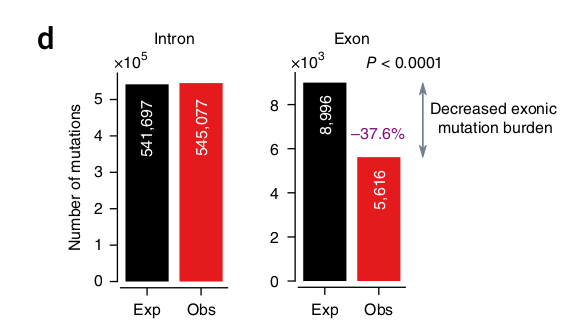 d
Intron
×10⁵
Number of mutations
5
4
3
2
1
0
541,697
545,077
Exp
Obs
Exon
×10³
P < 0.0001
8
6
4
2
0
8,996
–37.6%
5,616
Decreased exonic
mutation burden
Exp
Obs